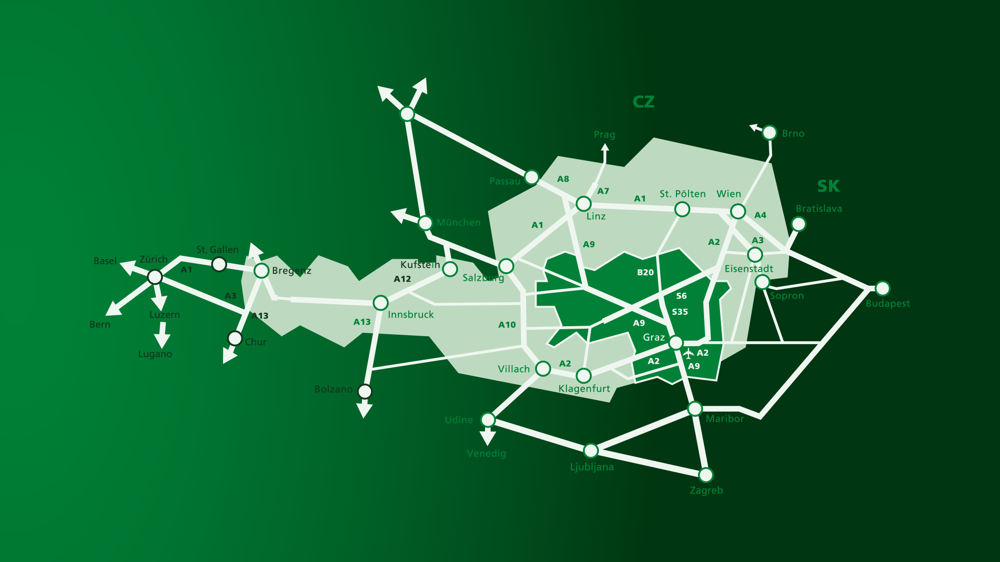 CZ
Prag
Brno
Passau
A8
SK
A7
A1
St. Pölten
Wien
Bratislava
Linz
A4
München
A1
A2
A3
A9
St. Gallen
Basel
Zürich
A1
Bregenz
Kufstein
A12
Salzburg
B20
Eisenstadt
A3
S6
Sopron
Budapest
Luzern
A13
Innsbruck
S35
Bern
A13
A10
A9
Chur
Graz
Lugano
A2
A2
A2
A9
Villach
Bolzano
Klagenfurt
Udine
Maribor
Venedig
Ljubljana
Zagreb